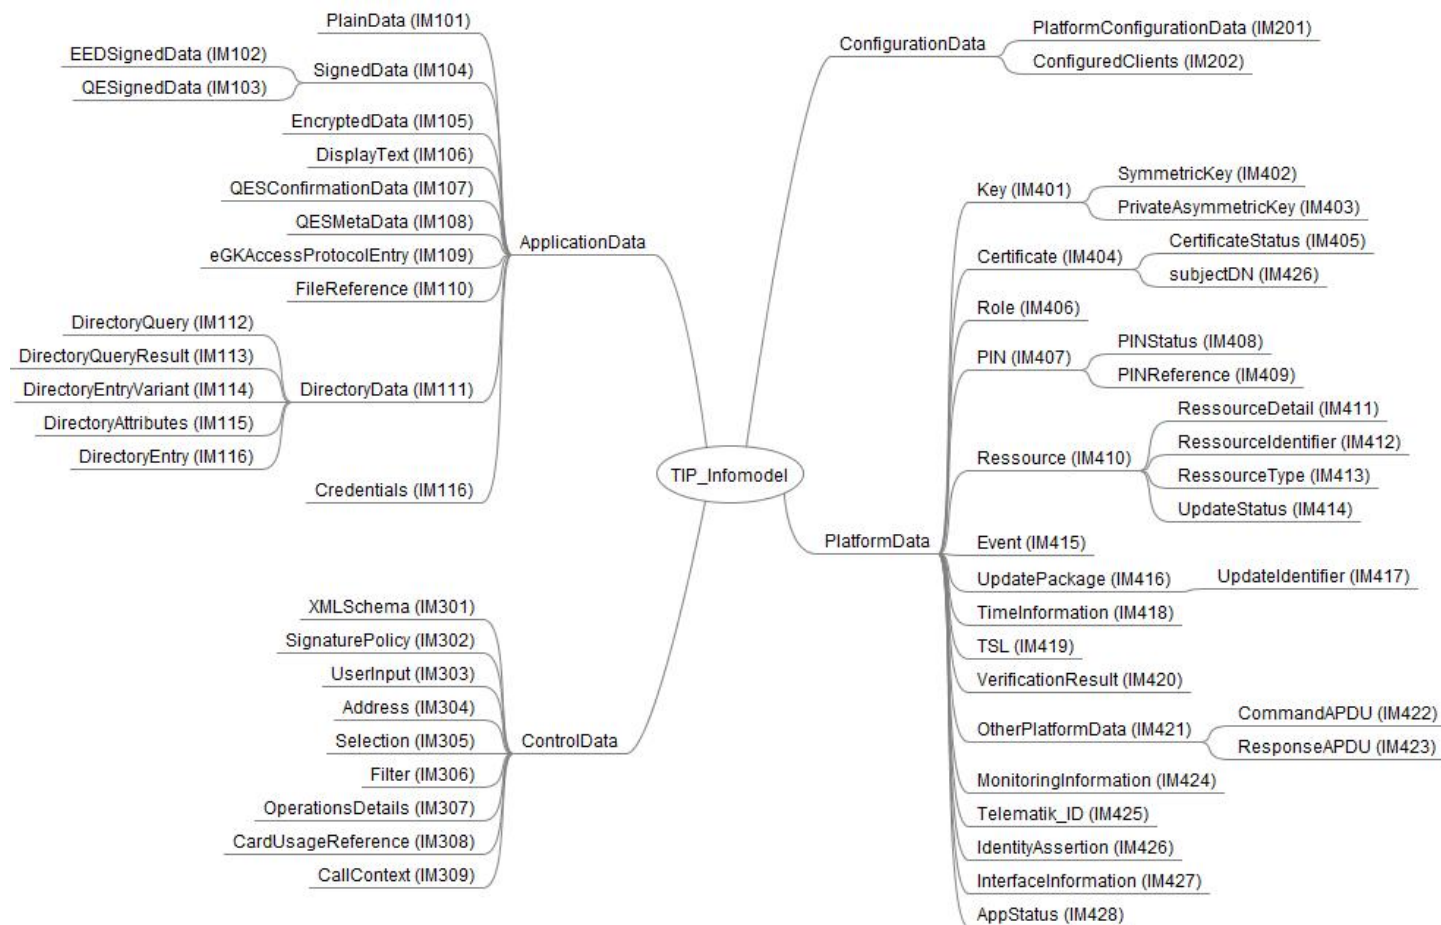 PlainData (IM101)
EEDSignedData (IM102)
QESignedData (IM103)
SignedData (IM104)
EncryptedData (IM105)
DisplayText (IM106)
QESConfirmationData (IM107)
QESMetaData (IM108)
eGKAccessProtocolEntry (IM109)
FileReference (IM110)
DirectoryQuery (IM112)
DirectoryQueryResult (IM113)
DirectoryEntryVariant (IM114)
DirectoryAttributes (IM115)
DirectoryEntry (IM116)
DirectoryData (IM111)
Credentials (IM116)
ApplicationData
XMLSchema (IM301)
SignaturePolicy (IM302)
UserInput (IM303)
Address (IM304)
Selection (IM305)
Filter (IM306)
OperationsDetails (IM307)
CardUsageReference (IM308)
CallContext (IM309)
ControlData
TIP_Infomodel
ConfigurationData
PlatformConfigurationData (IM201)
ConfiguredClients (IM202)
PlatformData
Key (IM401)
SymmetricKey (IM402)
PrivateAsymmetricKey (IM403)
Certificate (IM404)
CertificateStatus (IM405)
subjectDN (IM426)
Role (IM406)
PIN (IM407)
PINStatus (IM408)
PINReference (IM409)
Ressource (IM410)
RessourceDetail (IM411)
RessourceIdentifier (IM412)
RessourceType (IM413)
UpdateStatus (IM414)
Event (IM415)
UpdatePackage (IM416)
UpdateIdentifier (IM417)
TimeInformation (IM418)
TSL (IM419)
VerificationResult (IM420)
OtherPlatformData (IM421)
CommandAPDU (IM422)
ResponseAPDU (IM423)
MonitoringInformation (IM424)
Telematik_ID (IM425)
IdentityAssertion (IM426)
InterfaceInformation (IM427)
AppStatus (IM428)